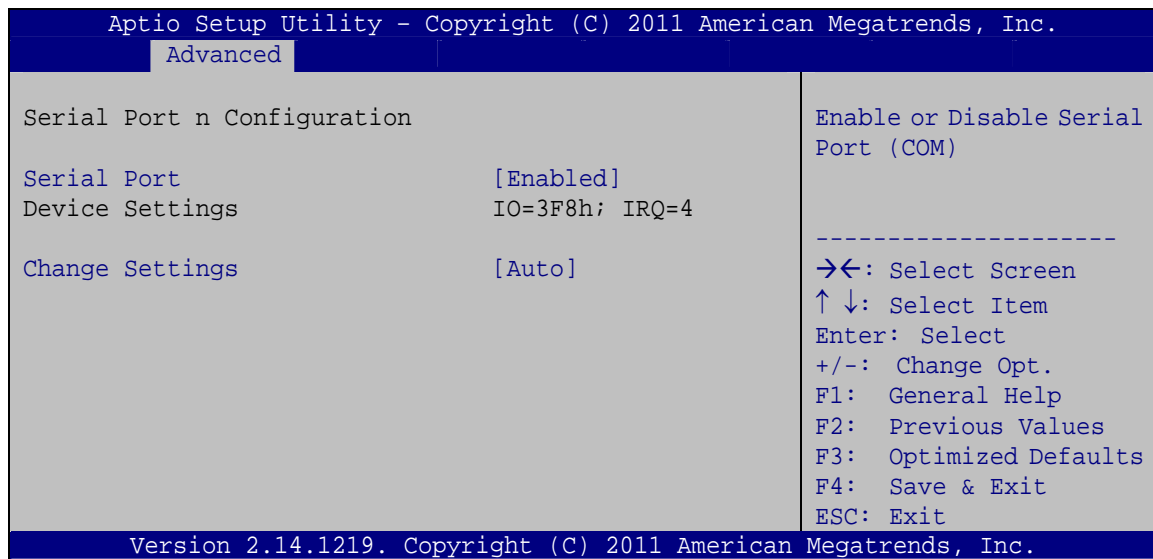 Aptio Setup Utility – Copyright (C) 2011 American Megatrends, Inc.
Advanced
Serial Port n Configuration
Serial Port [Enabled]
Device Settings IO=3F8h; IRQ=4
Change Settings [Auto]
Enable or Disable Serial
Port (COM)
---------------------
→←: Select Screen
↑ ↓: Select Item
Enter: Select
+/-: Change Opt.
F1: General Help
F2: Previous Values
F3: Optimized Defaults
F4: Save & Exit
ESC: Exit
Version 2.14.1219. Copyright (C) 2011 American Megatrends, Inc.